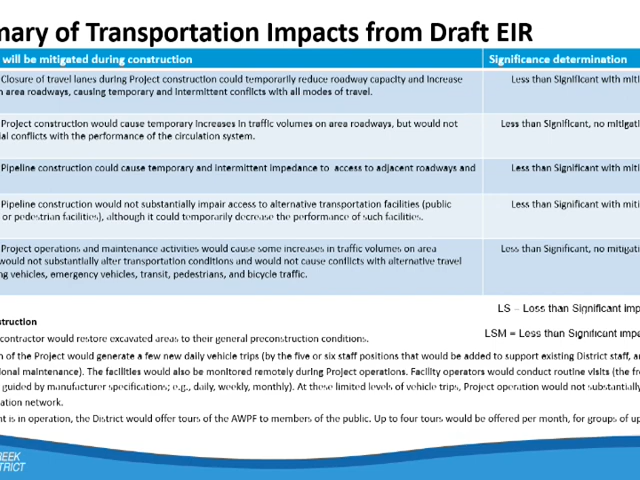 mary of Transportation Impacts from Draft EIR
will be mitigated during construction
Significance determination
Closure of travel lanes during Project construction could temporarily reduce roadway capacity and increase
n area roadways, causing temporary and intermittent conflicts with all modes of travel.
Less than Significant with miti
Project construction would cause temporary increases in traffic volumes on area roadways, but would not
ial conflicts with the performance of the circulation system.
Less than Significant, no mitigati
Pipeline construction could cause temporary and intermittent impedance to access to adjacent roadways and
Less than Significant with miti
Pipeline construction would not substantially impair access to alternative transportation facilities (public
or pedestrian facilities), although it could temporarily decrease the performance of such facilities.
Less than Significant with miti
Project operations and maintenance activities would cause some increases in traffic volumes on area
would not substantially alter transportation conditions and would not cause conflicts with alternative travel
ng vehicles, emergency vehicles, transit, pedestrians, and bicycle traffic.
Less than Significant, no mitigati
LS = Less than Significant imp
struction
contractor would restore excavated areas to their general preconstruction conditions.
LSM = Less than Significant impa
n of the Project would generate a few new daily vehicle trips (by the five or six staff positions that would be added to support existing District staff, an
ional maintenance). The facilities would also be monitored remotely during Project operations. Facility operators would conduct routine visits (the fr
guided by manufacturer specifications; e.g., daily, weekly, monthly). At these limited levels of vehicle trips, Project operation would not substantially
ation network.
nt is in operation, the District would offer tours of the AWPF to members of the public. Up to four tours would be offered per month, for groups of up
REEK
TRICT